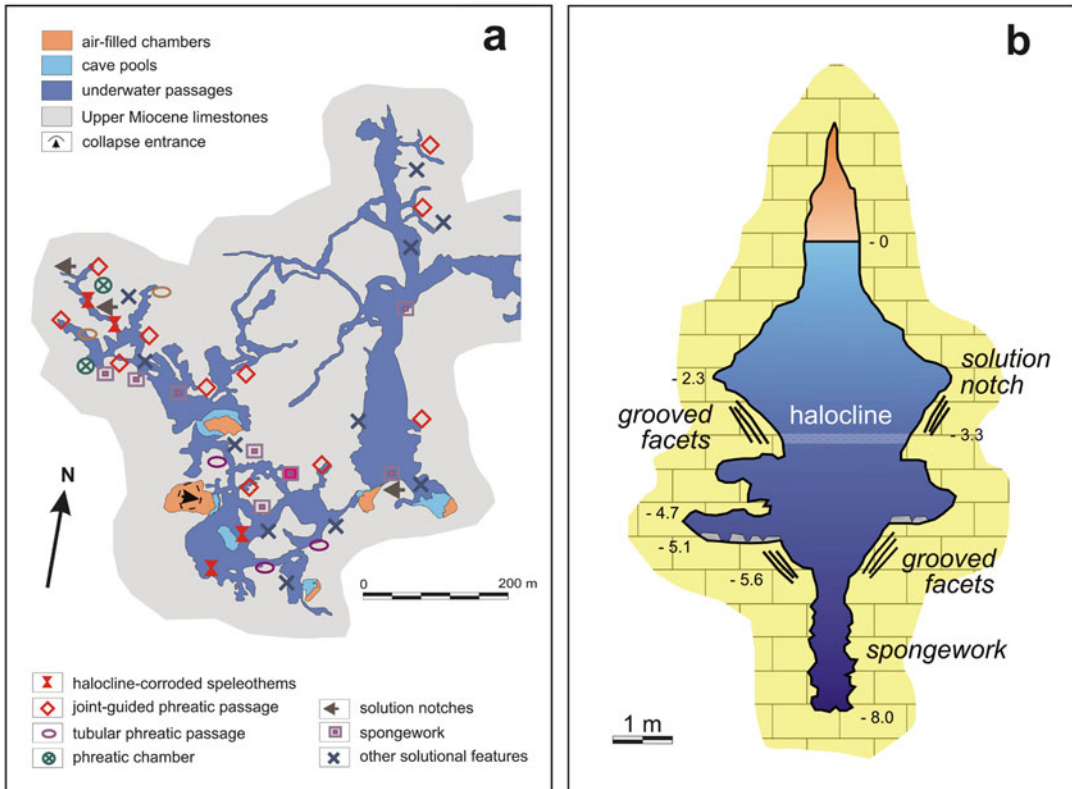 a
air-filled chambers
cave pools
underwater passages
Upper Miocene limestones
collapse entrance
N
0 200 m
halocline-corroded speleothems
joint-guided phreatic passage
tubular phreatic passage
phreatic chamber
solution notches
spongework
other solutional features
b
- 0
solution
notch
- 2.3
grooved
facets
halocline
- 3.3
- 4.7
- 5.1
- 5.6
grooved
facets
spongework
- 8.0
1 m